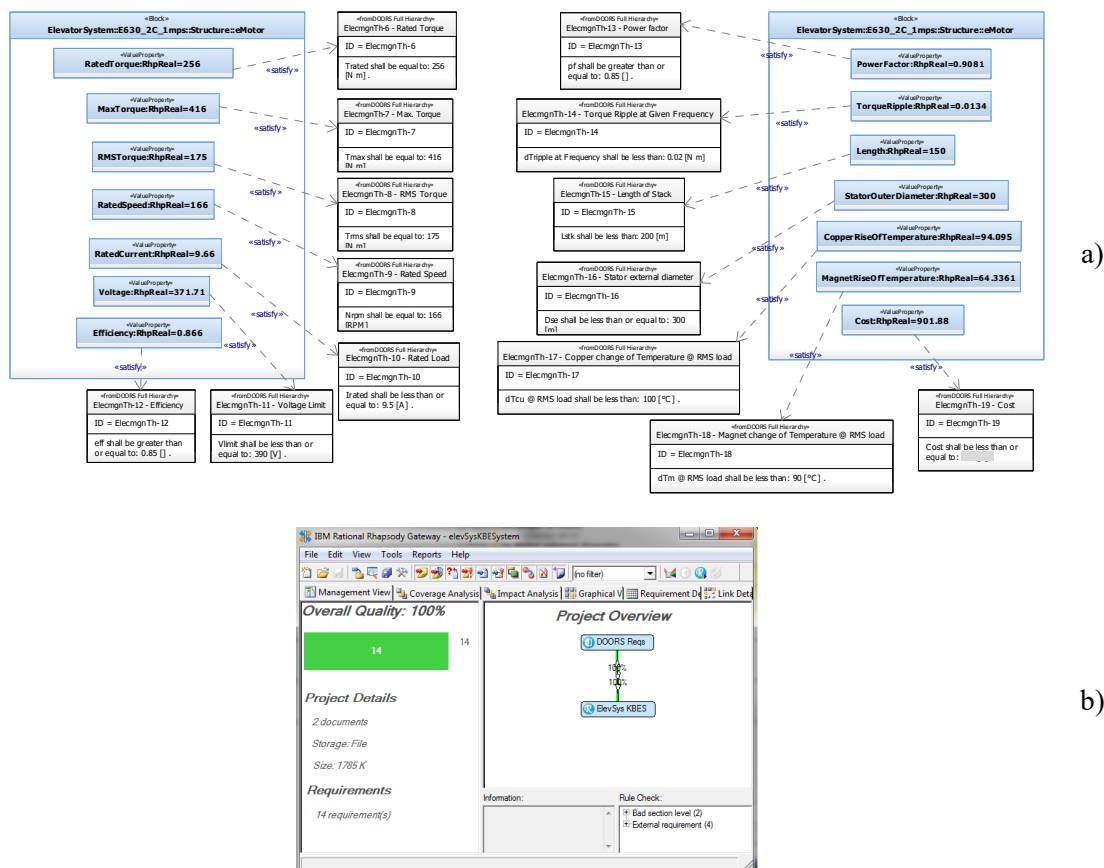 «Block»
ElevatorSystem::E630_2C_1mps::Structure::eMotor
«ValueProperty»
RatedTorque:RhpReal=256
«ValueProperty»
MaxTorque:RhpReal=416
«ValueProperty»
RMSTorque:RhpReal=175
«ValueProperty»
RatedSpeed:RhpReal=166
«ValueProperty»
RatedCurrent:RhpReal=9.66
«ValueProperty»
Voltage:RhpReal=371.71
«ValueProperty»
Efficiency:RhpReal=0.866
«satisfy»
«satisfy»
«satisfy»
«satisfy»
«satisfy»
«satisfy»
«satisfy»
«fromDOORS Full Hierarchy»
ElecmgnTh-6 - Rated Torque
ID = ElecmgnTh-6
Trated shall be equal to: 256
[N m] .
«fromDOORS Full Hierarchy»
ElecmgnTh-7 - Max. Torque
ID = ElecmgnTh-7
Tmax shall be equal to: 416
[N m]
«fromDOORS Full Hierarchy»
ElecmgnTh-8 - RMS Torque
ID = ElecmgnTh-8
Trms shall be equal to: 175
[N m] .
«fromDOORS Full Hierarchy»
ElecmgnTh-9 - Rated Speed
ID = ElecmgnTh-9
Nrpm shall be equal to: 166
[RPM]
«fromDOORS Full Hierarchy»
ElecmgnTh-10 - Rated Load
ID = ElecmgnTh-10
Irated shall be less than or
equal to: 9.5 [A] .
«fromDOORS Full Hierarchy»
ElecmgnTh-12 - Efficiency
ID = ElecmgnTh-12
eff shall be greater than
or equal to: 0.85 [] .
«fromDOORS Full Hierarchy»
ElecmgnTh-11 - Voltage Limit
ID = ElecmgnTh-11
Vlimit shall be less than or
equal to: 390 [V] .
«fromDOORS Full Hierarchy»
ElecmgnTh-13 - Power factor
ID = ElecmgnTh-13
pf shall be greater than or
equal to: 0.85 [] .
«fromDOORS Full Hierarchy»
ElecmgnTh-14 - Torque Ripple at Given Frequency
ID = ElecmgnTh-14
dTripple at Frequency shall be less than: 0.02 [N m] .
«fromDOORS Full Hierarchy»
ElecmgnTh-15 - Length of Stack
ID = ElecmgnTh-15
Lstk shall be less than: 200 [m] .
«fromDOORS Full Hierarchy»
ElecmgnTh-16 - Stator external diameter
ID = ElecmgnTh-16
Dse shall be less than or equal to: 300
[m]
«fromDOORS Full Hierarchy»
ElecmgnTh-17 - Copper change of Temperature @ RMS load
ID = ElecmgnTh-17
dTcu @ RMS load shall be less than: 100 [°C] .
«fromDOORS Full Hierarchy»
ElecmgnTh-18 - Magnet change of Temperature @ RMS load
ID = ElecmgnTh-18
dTm @ RMS load shall be less than: 90 [°C] .
«fromDOORS Full Hierarchy»
ElecmgnTh-19 - Cost
ID = ElecmgnTh-19
Cost shall be less than or
equal to:
«satisfy»
«satisfy»
«satisfy»
«satisfy»
«satisfy»
«satisfy»
«satisfy»
«Block»
ElevatorSystem::E630_2C_1mps::Structure::eMotor
«ValueProperty»
PowerFactor:RhpReal=0.9081
«ValueProperty»
TorqueRipple:RhpReal=0.0134
«ValueProperty»
Length:RhpReal=150
«ValueProperty»
StatorOuterDiameter:RhpReal=300
«ValueProperty»
CopperRiseOfTemperature:RhpReal=94.095
«ValueProperty»
MagnetRiseOfTemperature:RhpReal=64.3361
«ValueProperty»
Cost:RhpReal=901.88
a)
IBM Rational Rhapsody Gateway - elevSysKBESystem
File Edit View Tools Reports Help
(no filter)
Management View Coverage Analysis Impact Analysis Graphical V Requirement De Link Deta
Overall Quality: 100%
14
14
Project Details
2 documents
Storage: File
Size: 1785 K
Requirements
14 requirement(s)
Project Overview
DOORS Reqs
100%
100%
ElevSys KBES
Information:
Rule Check:
Bad section level (2)
External requirement (4)
b)